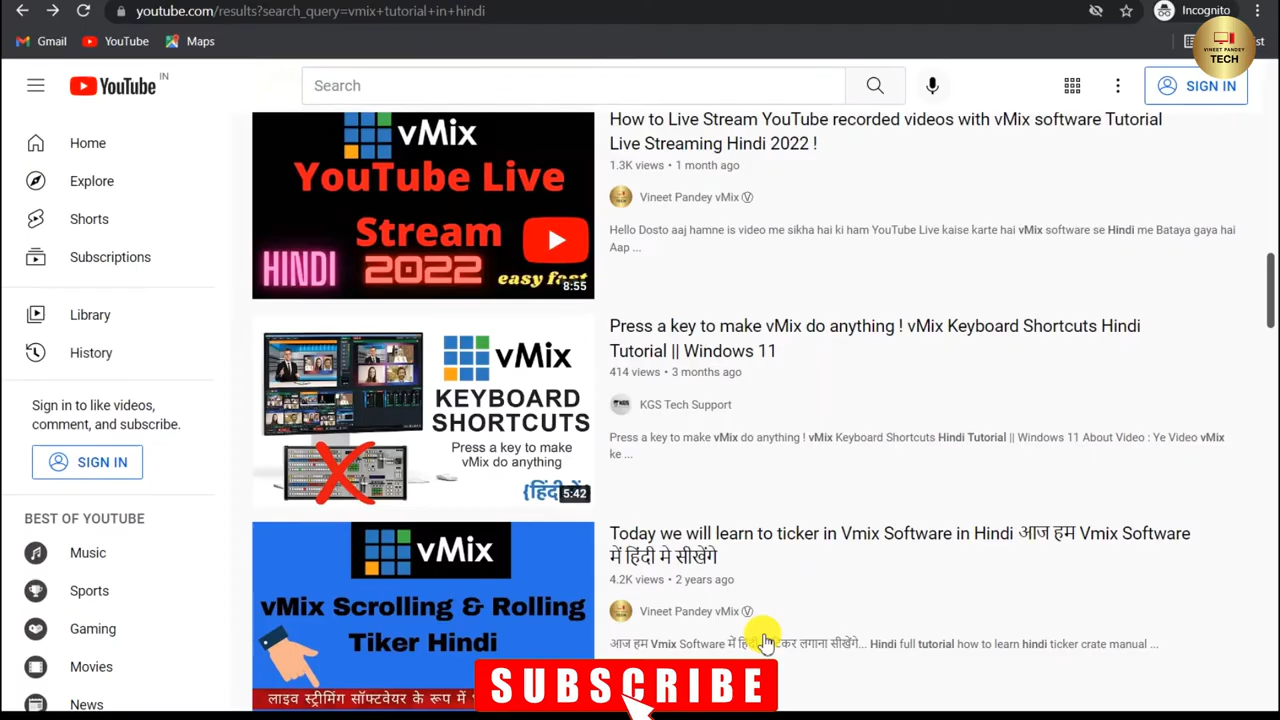 youtube.com/results?search_query=vmix+tutorial+in+hindi
Incognito
Gmail
YouTube
Maps
VINEET PANDEY
TECH
YouTube IN
Search
SIGN IN
Home
Explore
Shorts
Subscriptions
Library
History
Sign in to like videos,
comment, and subscribe.
SIGN IN
BEST OF YOUTUBE
Music
Sports
Gaming
Movies
News
vMix
YouTube Live
Stream
HINDI 2022 easy fast
8:55
How to Live Stream YouTube recorded videos with vMix software Tutorial
Live Streaming Hindi 2022 !
1.3K views • 1 month ago
Vineet Pandey vMix Ⓥ
Hello Dosto aaj hamne is video me sikha hai ki ham YouTube Live kaise karte hai vMix software se Hindi me Bataya gaya hai
Aap ...
vMix
KEYBOARD
SHORTCUTS
Press a key to make
vMix do anything
5:42
Press a key to make vMix do anything ! vMix Keyboard Shortcuts Hindi
Tutorial || Windows 11
414 views • 3 months ago
KGS Tech Support
Press a key to make vMix do anything ! vMix Keyboard Shortcuts Hindi Tutorial || Windows 11 About Video : Ye Video vMix
ke ...
vMix
vMix Scrolling & Rolling
Tiker Hindi
लाइव स्ट्रीमिंग सॉफ्टवेयर के रूप में
Today we will learn to ticker in Vmix Software in Hindi आज हम Vmix Software
में हिंदी मे सीखेंगे
4.2K views • 2 years ago
Vineet Pandey vMix Ⓥ
आज हम Vmix Software में लगाना सीखेंगे... Hindi full tutorial how to learn hindi ticker crate manual ...
SUBSCRIBE